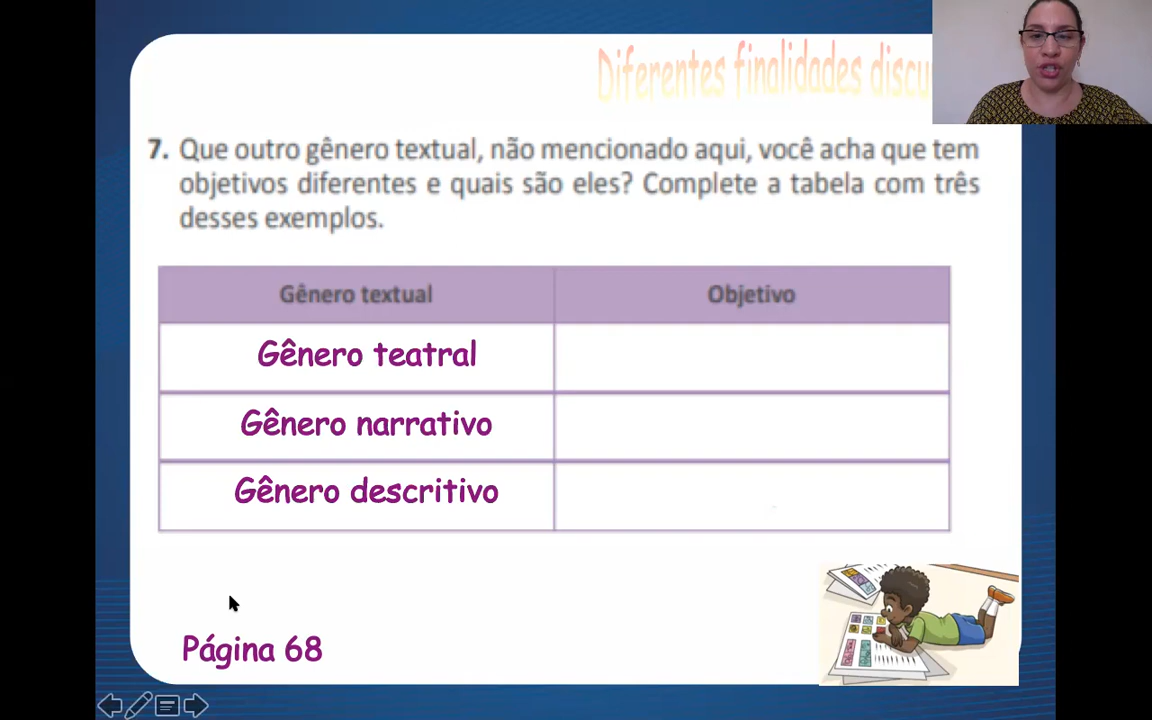 Diferentes finalidades
7. Que outro gênero textual, não mencionado aqui, você acha que tem
objetivos diferentes e quais são eles? Complete a tabela com três
desses exemplos.
Gênero textual Objetivo
Gênero teatral
Gênero narrativo
Gênero descritivo
Página 68